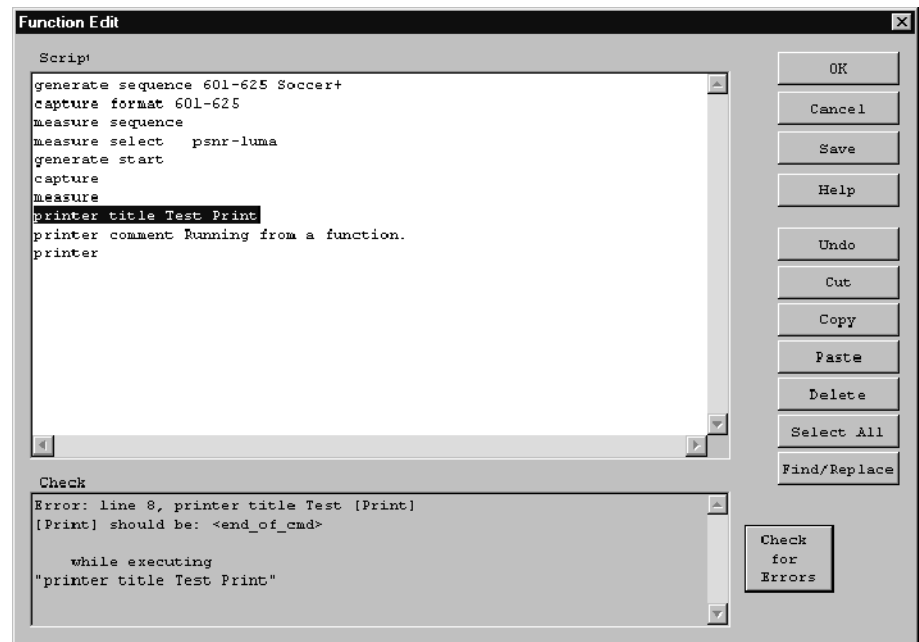 Function Edit
Script
generate sequence 601-625 Soccer+
capture format 601-625
measure sequence
measure select   psnr-luma
generate start
capture
measure
printer title Test Print
printer comment Running from a function.
printer
OK
Cancel
Save
Help
Undo
Cut
Copy
Paste
Delete
Select All
Find/Replace
Check
Error: line 8, printer title Test [Print]
[Print] should be: <end_of_cmd>
while executing
"printer title Test Print"
Check
for
Errors